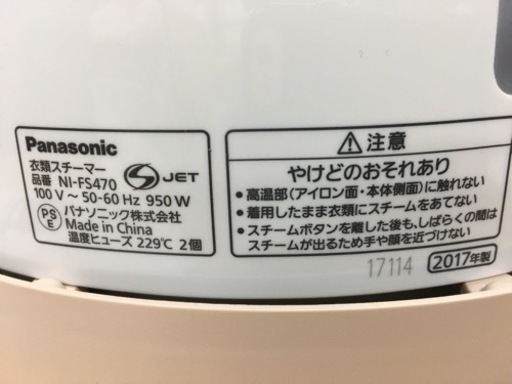 Panasonic
衣類スチーマー
品番 NI-FS470
S JET
100 V～50-60 Hz 950 W
PS E
パナソニック株式会社
Made in China
温度ヒューズ 229℃ 2個
注意
やけどのおそれあり
●高温部（アイロン面・本体側面）に触れない
●着用したまま衣類にスチームをあてない
●スチームボタンを離した後も、しばらくの間は
スチームが出るため手や顔を近づけない
17114
2017年製